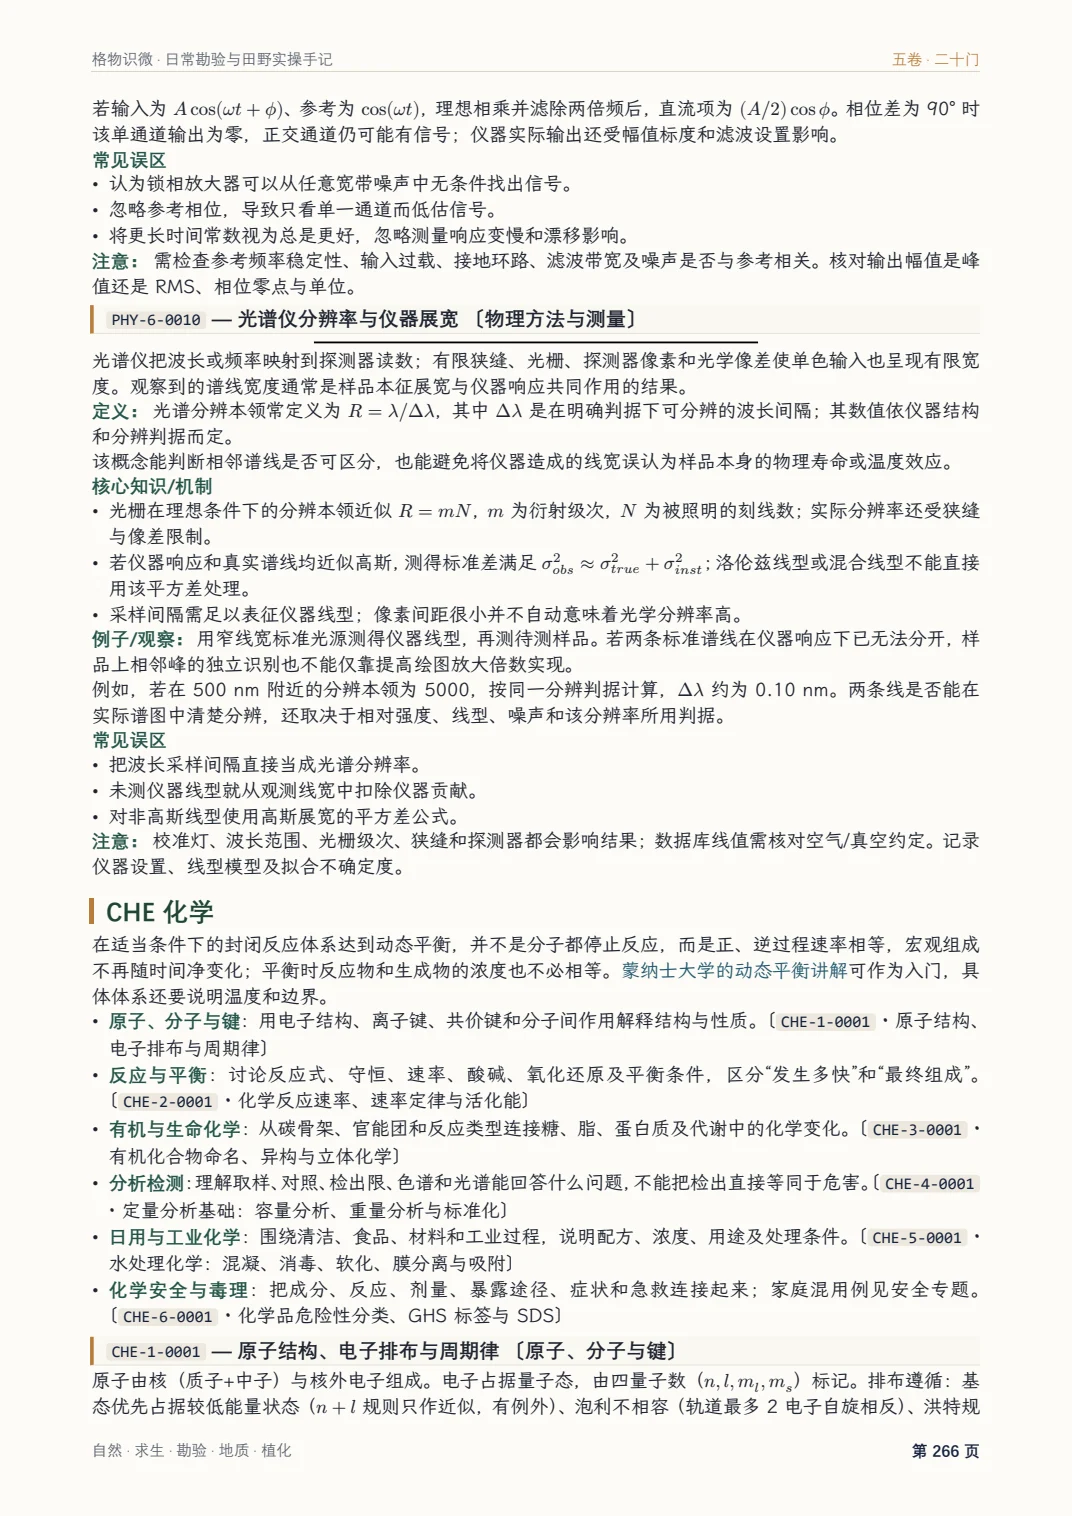 格物识微 · 日常勘验与田野实操手记
五卷 · 二十门
若输入为 A cos(ωt + ϕ)、参考为 cos(ωt)，理想相乘并滤除两倍频后，直流项为 (A/2) cos ϕ。相位差为 90° 时
该单通道输出为零，正交通道仍可能有信号；仪器实际输出还受幅值标度和滤波设置影响。
常见误区
• 认为锁相放大器可以从任意宽带噪声中无条件找出信号。
• 忽略参考相位，导致只看单一通道而低估信号。
• 将更长时间常数视为总是更好，忽略测量响应变慢和漂移影响。
注意： 需检查参考频率稳定性、输入过载、接地环路、滤波带宽及噪声是否与参考相关。核对输出幅值是峰
值还是 RMS、相位零点与单位。
PHY-6-0010 — 光谱仪分辨率与仪器展宽 〔物理方法与测量〕
光谱仪把波长或频率映射到探测器读数；有限狭缝、光栅、探测器像素和光学像差使单色输入也呈现有限宽
度。观察到的谱线宽度通常是样品本征展宽与仪器响应共同作用的结果。
定义： 光谱分辨本领常定义为 R = λ/Δλ，其中 Δλ 是在明确判据下可分辨的波长间隔；其数值依仪器结构
和分辨判据而定。
该概念能判断相邻谱线是否可区分，也能避免将仪器造成的线宽误认为样品本身的物理寿命或温度效应。
核心知识/机制
• 光栅在理想条件下的分辨本领近似 R = mN，m 为衍射级次，N 为被照明的刻线数；实际分辨率还受狭缝
与像差限制。
• 若仪器响应和真实谱线均近似高斯，测得标准差满足 σ²_obs ≈ σ²_true + σ²_inst；洛伦兹线型或混合线型不能直接
用该平方差处理。
• 采样间隔需足以表征仪器线型；像素间距很小并不自动意味着光学分辨率高。
例子/观察： 用窄线宽标准光源测得仪器线型，再测待测样品。若两条标准谱线在仪器响应下已无法分开，样
品上相邻峰的独立识别也不能仅靠提高绘图放大倍数实现。
例如，若在 500 nm 附近的分辨本领为 5000，按同一分辨判据计算，Δλ 约为 0.10 nm。两条线是否能在
实际谱图中清楚分辨，还取决于相对强度、线型、噪声和该分辨率所用判据。
常见误区
• 把波长采样间隔直接当成光谱分辨率。
• 未测仪器线型就从观测线宽中扣除仪器贡献。
• 对非高斯线型使用高斯展宽的平方差公式。
注意： 校准灯、波长范围、光栅级次、狭缝和探测器都会影响结果；数据库线值需核对空气/真空约定。记录
仪器设置、线型模型及拟合不确定度。
CHE 化学
在适当条件下的封闭反应体系达到动态平衡，并不是分子都停止反应，而是正、逆过程速率相等，宏观组成
不再随时间净变化；平衡时反应物和生成物的浓度也不必相等。蒙纳士大学的动态平衡讲解可作为入门，具
体体系还要说明温度和边界。
• 原子、分子与键：用电子结构、离子键、共价键和分子间作用解释结构与性质。〔CHE-1-0001 · 原子结构、
电子排布与周期律〕
• 反应与平衡：讨论反应式、守恒、速率、酸碱、氧化还原及平衡条件，区分“发生多快”和“最终组成”。
〔CHE-2-0001 · 化学反应速率、速率定律与活化能〕
• 有机与生命化学：从碳骨架、官能团和反应类型连接糖、脂、蛋白质及代谢中的化学变化。〔CHE-3-0001 ·
有机化合物命名、异构与立体化学〕
• 分析检测：理解取样、对照、检出限、色谱和光谱能回答什么问题，不能把检出直接等同于危害。〔CHE-4-0001
· 定量分析基础：容量分析、重量分析与标准化〕
• 日用与工业化学：围绕清洁、食品、材料和工业过程，说明配方、浓度、用途及处理条件。〔CHE-5-0001 ·
水处理化学：混凝、消毒、软化、膜分离与吸附〕
• 化学安全与毒理：把成分、反应、剂量、暴露途径、症状和急救连接起来；家庭混用例见安全专题。
〔CHE-6-0001 · 化学品危险性分类、GHS 标签与 SDS〕
CHE-1-0001 — 原子结构、电子排布与周期律 〔原子、分子与键〕
原子由核（质子+中子）与核外电子组成。电子占据量子态，由四量子数（n, l, m_l, m_s）标记。排布遵循：基
态优先占据较低能量状态（n + l 规则只作近似，有例外）、泡利不相容（轨道最多 2 电子自旋相反）、洪特规
自然 · 求生 · 勘验 · 地质 · 植化
第 266 页